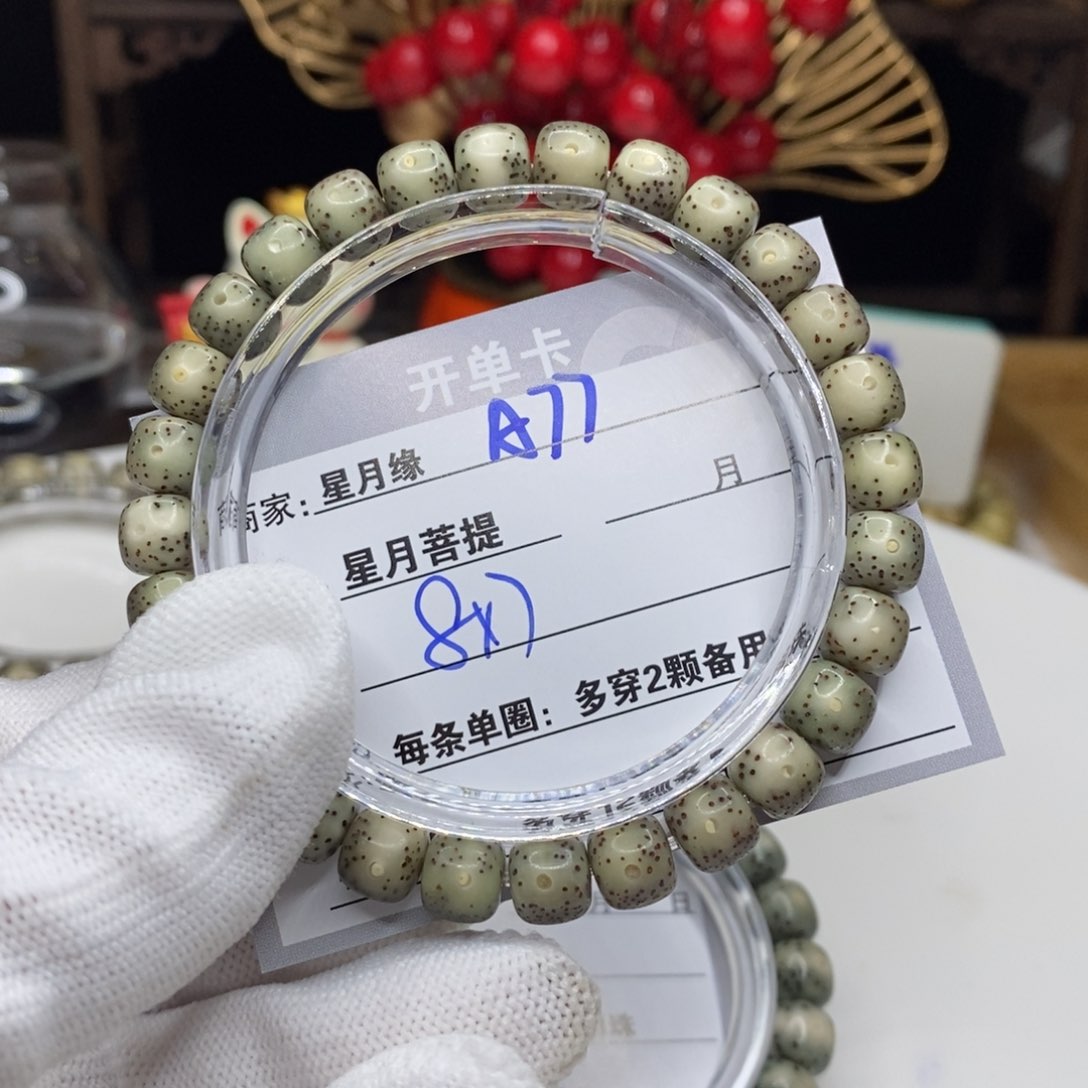 开单卡
A77
商家：星月缘
月
星月菩提
8x7
每条单圈：多穿2颗备用
月